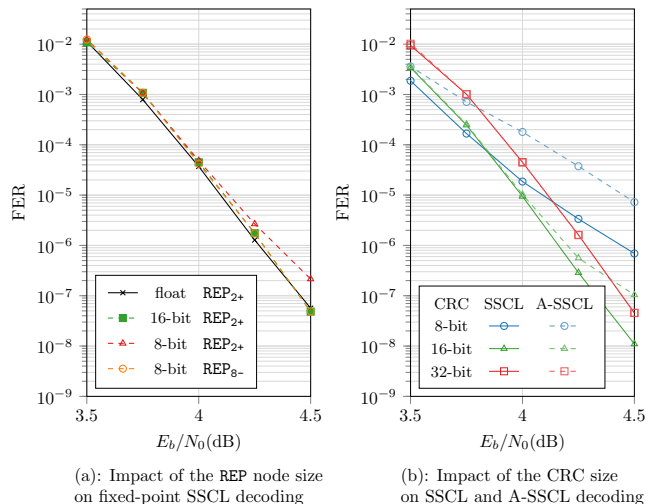 FER
10−2
10−3
10−4
10−5
10−6
10−7
10−8
10−9
3.5 4 4.5
Eb/N0(dB)
float REP2+
16-bit REP2+
8-bit REP2+
8-bit REP8−
(a): Impact of the REP node size
on fixed-point SSCL decoding
FER
10−2
10−3
10−4
10−5
10−6
10−7
10−8
10−9
3.5 4 4.5
Eb/N0(dB)
CRC SSCL A-SSCL
8-bit
16-bit
32-bit
(b): Impact of the CRC size
on SSCL and A-SSCL decoding